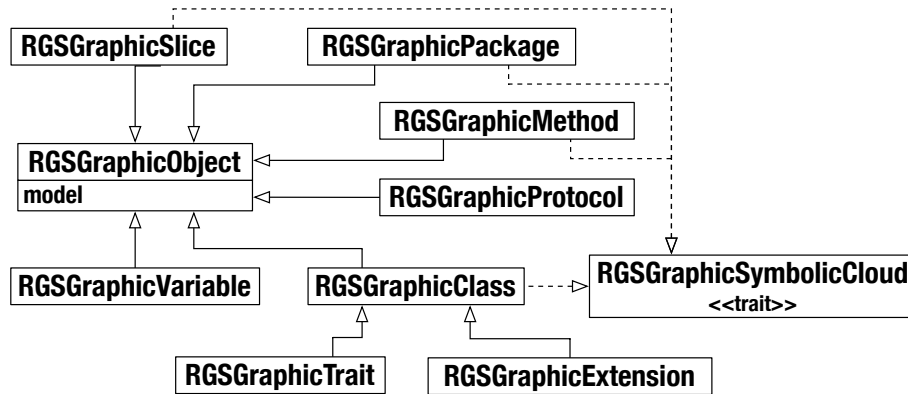 RGSGraphicSlice
RGSGraphicPackage
RGSGraphicMethod
RGSGraphicObject
model
RGSGraphicProtocol
RGSGraphicVariable
RGSGraphicClass
RGSGraphicSymbolicCloud
<<trait>>
RGSGraphicTrait
RGSGraphicExtension